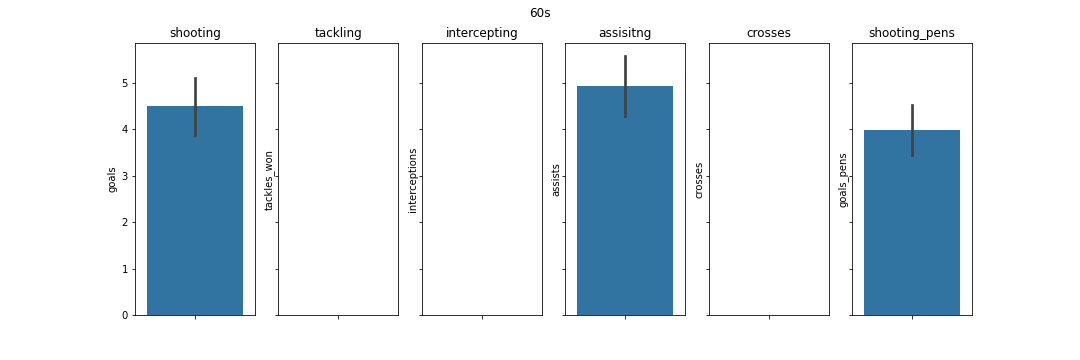 60s
shooting
tackling
intercepting
assisitng
crosses
shooting_pens
5
4
3
2
1
0
goals
tackles_won
interceptions
assists
crosses
goals_pens